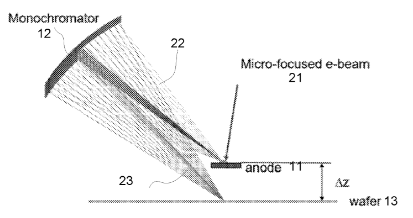 Monochromator
12
22
Micro-focused e-beam
21
anode 11
Δz
23
wafer 13